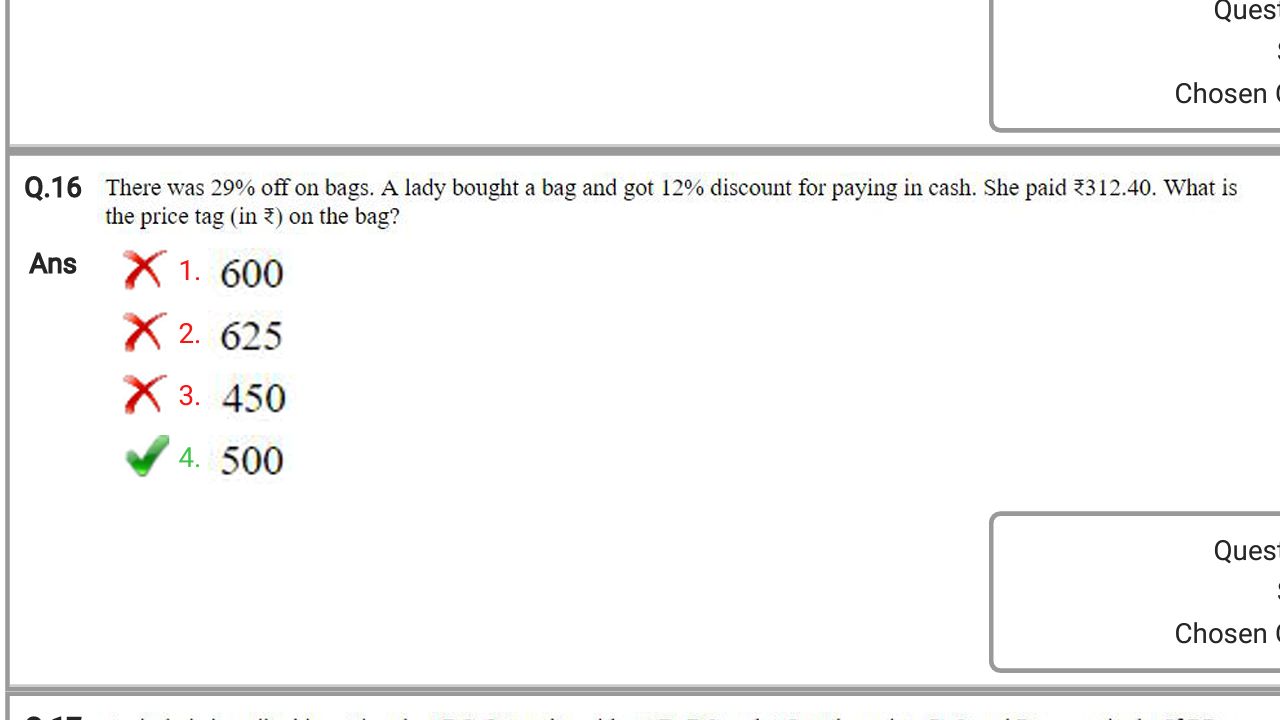 Quest
Chosen
Q.16 There was 29% off on bags. A lady bought a bag and got 12% discount for paying in cash. She paid ₹312.40. What is
the price tag (in ₹) on the bag?
Ans
1. 600
2. 625
3. 450
4. 500
Quest
Chosen